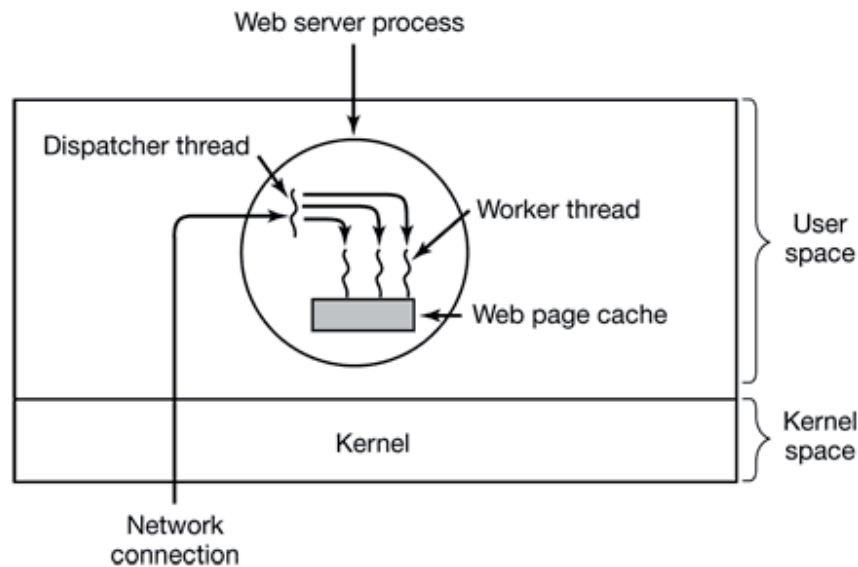 Web server process
Dispatcher thread
Worker thread
User
space
Web page cache
Kernel
Kernel
space
Network
connection